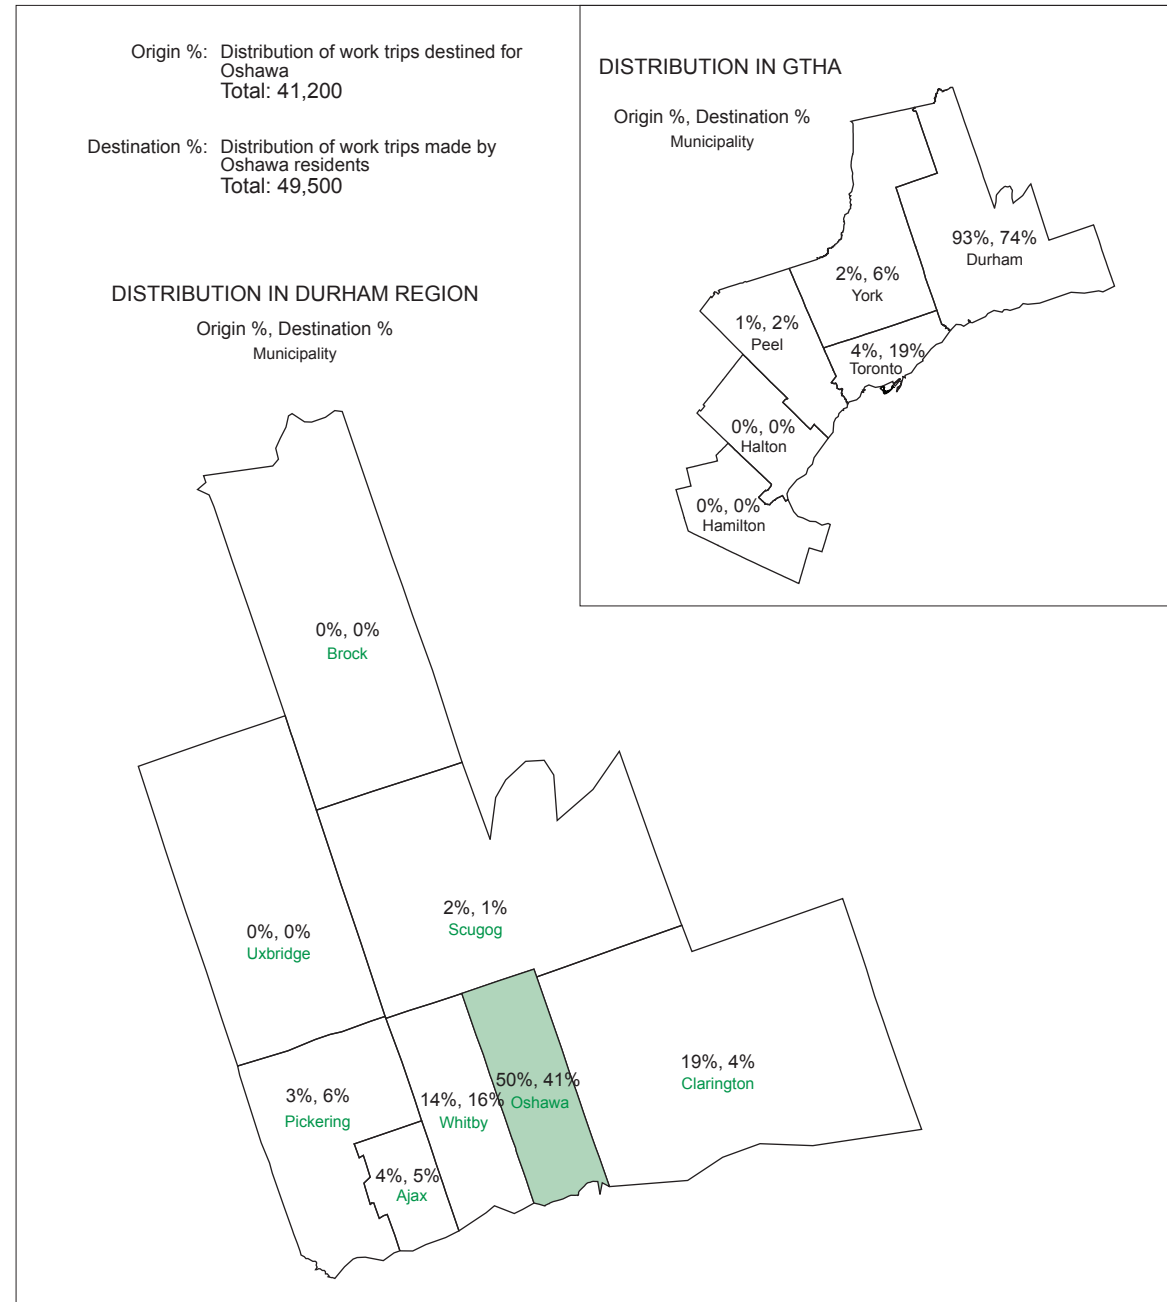 Origin %: Distribution of work trips destined for
Oshawa
Total: 41,200
Destination %: Distribution of work trips made by
Oshawa residents
Total: 49,500
DISTRIBUTION IN GTHA
Origin %, Destination %
Municipality
93%, 74%
Durham
2%, 6%
York
1%, 2%
Peel
4%, 19%
Toronto
0%, 0%
Halton
0%, 0%
Hamilton
DISTRIBUTION IN DURHAM REGION
Origin %, Destination %
Municipality
0%, 0%
Brock
2%, 1%
Scugog
0%, 0%
Uxbridge
19%, 4%
Clarington
50%, 41%
Oshawa
14%, 16%
Whitby
3%, 6%
Pickering
4%, 5%
Ajax